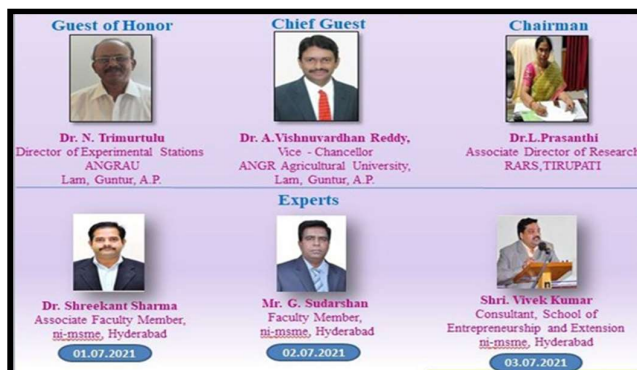 Guest of Honor
Dr. N. Trimurtulu
Director of Experimental Stations
ANGRAU
Lam, Guntur, A.P.
Chief Guest
Dr. A.Vishnuvardhan Reddy,
Vice - Chancellor
ANGR Agricultural University,
Lam, Guntur, A.P.
Chairman
Dr.L.Prasanthi
Associate Director of Research
RARS,TIRUPATI
Experts
Dr. Shreekant Sharma
Associate Faculty Member,
ni-msme, Hyderabad
01.07.2021
Mr. G. Sudarshan
Faculty Member,
ni-msme, Hyderabad
02.07.2021
Shri. Vivek Kumar
Consultant, School of
Entrepreneurship and Extension
ni-msme, Hyderabad
03.07.2021